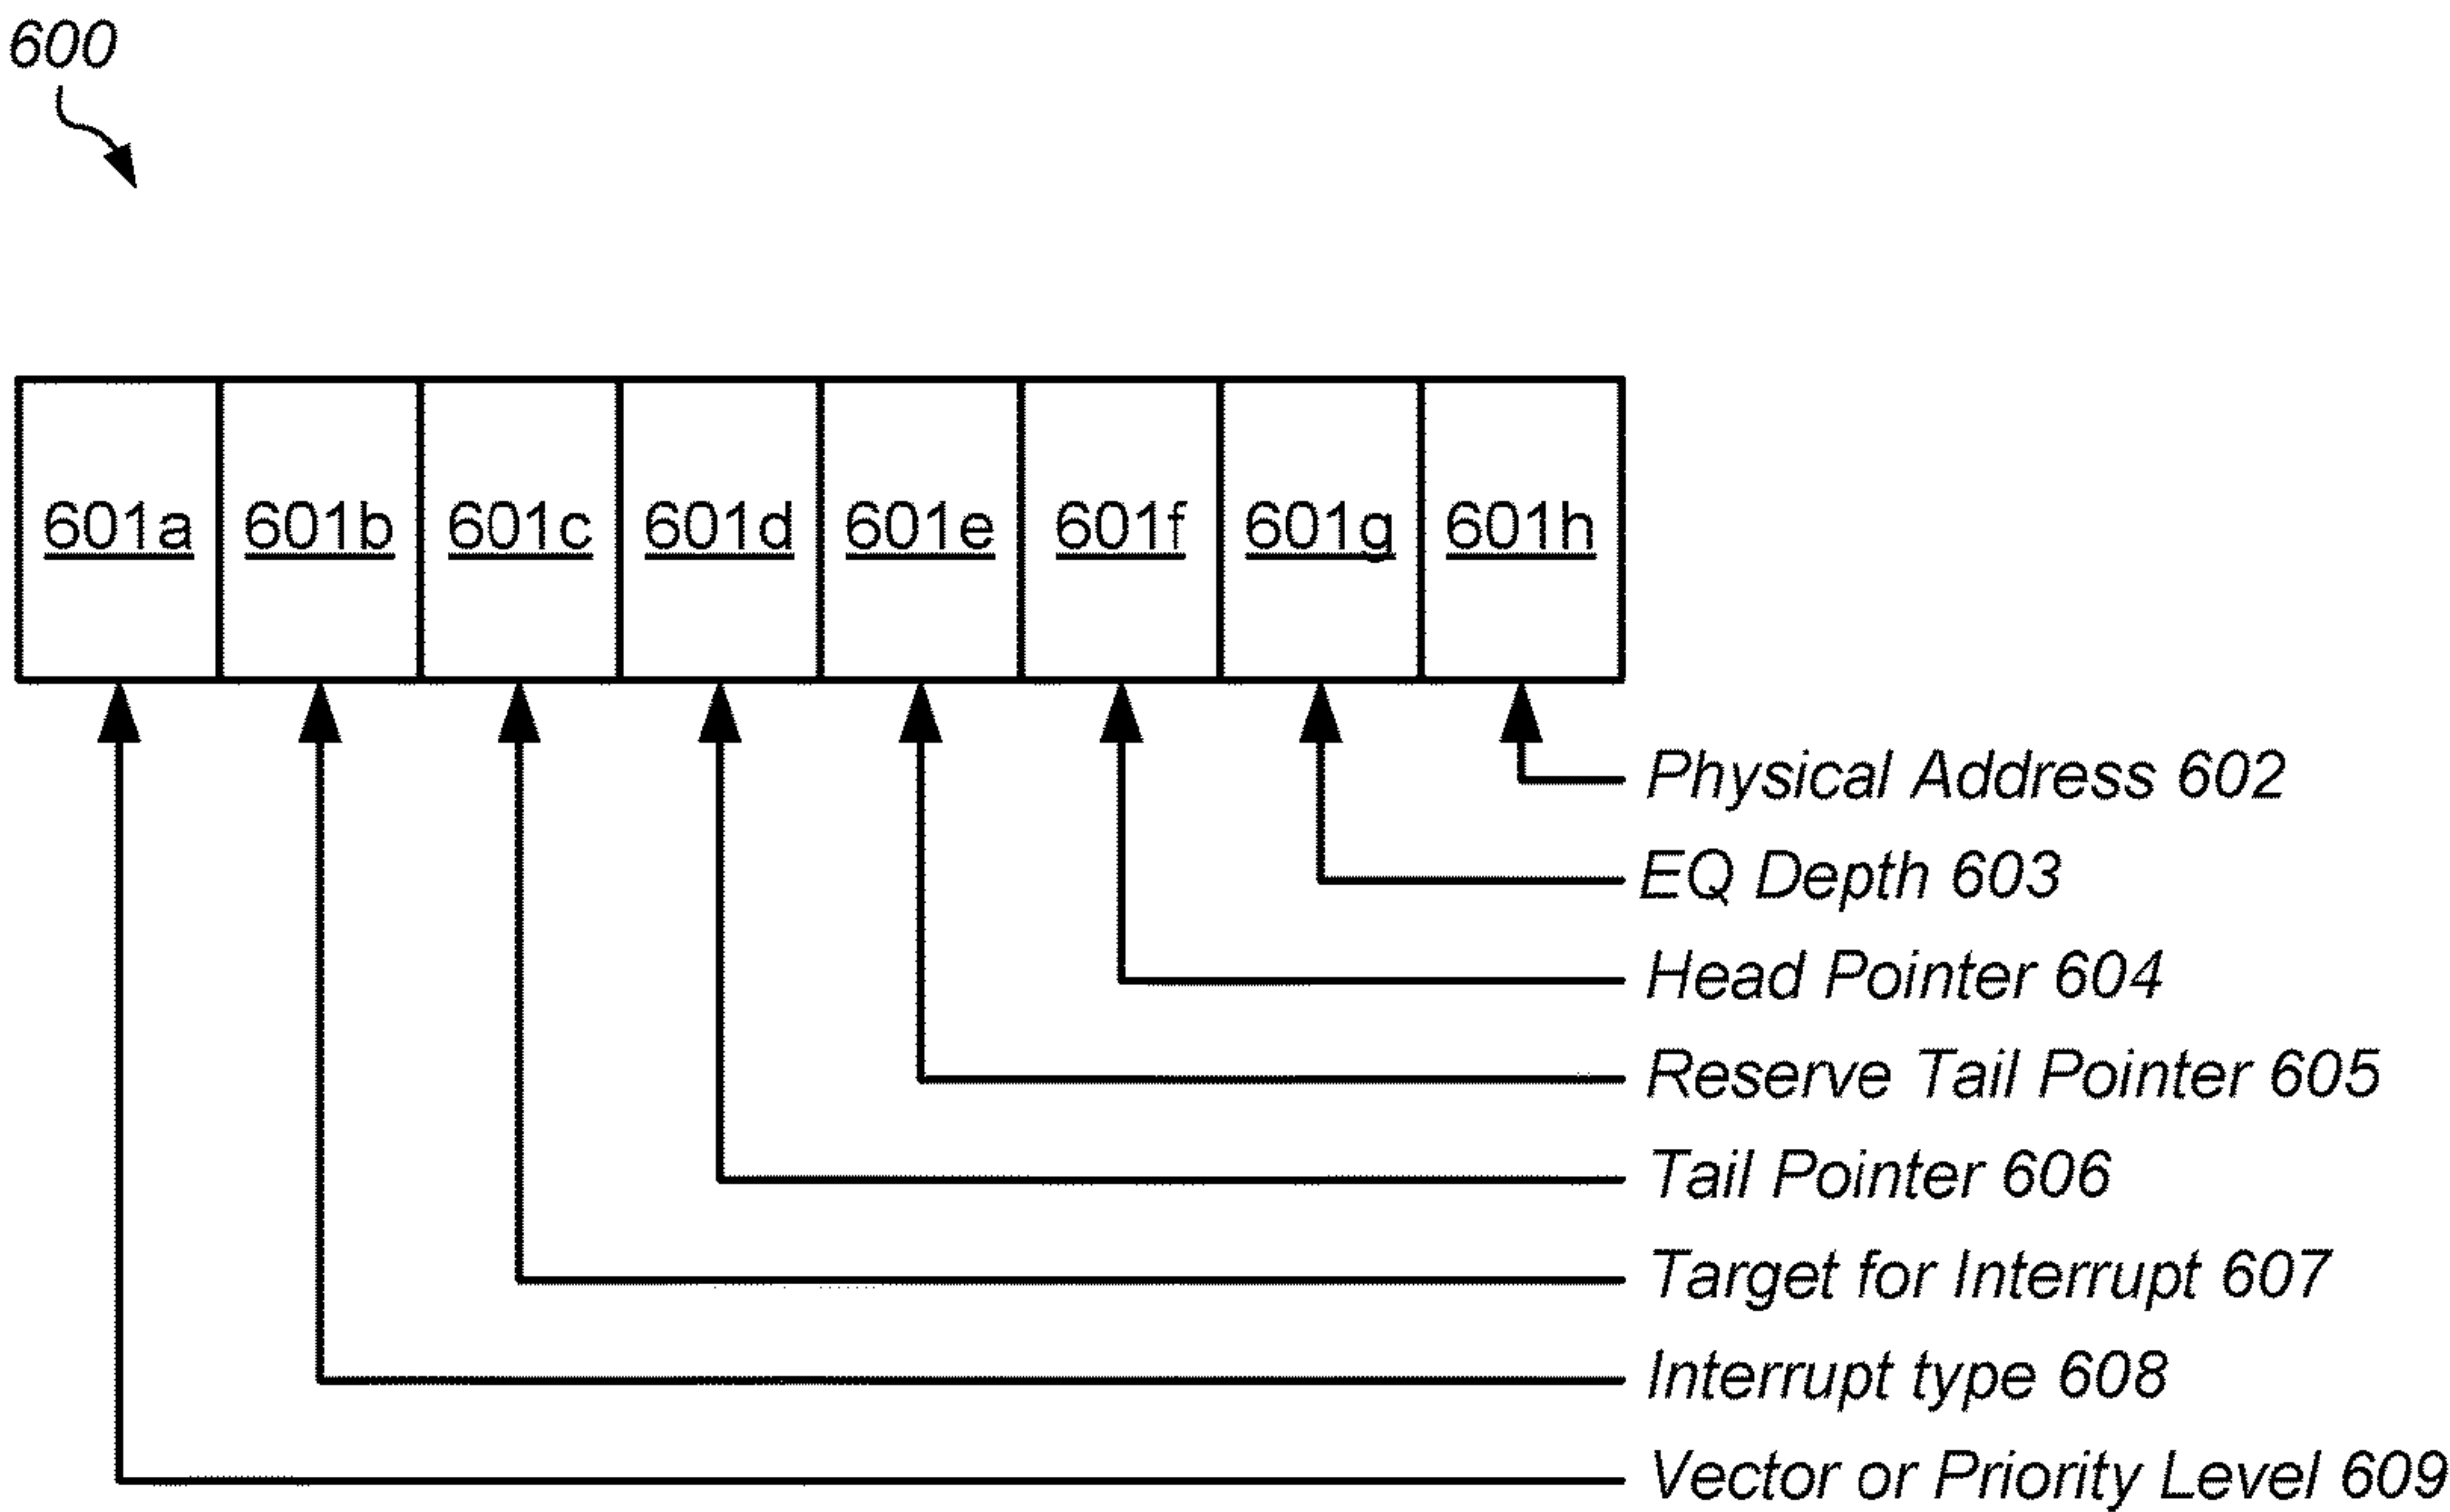 600
601a 601b 601c 601d 601e 601f 601g 601h
Physical Address 602
EQ Depth 603
Head Pointer 604
Reserve Tail Pointer 605
Tail Pointer 606
Target for Interrupt 607
Interrupt type 608
Vector or Priority Level 609